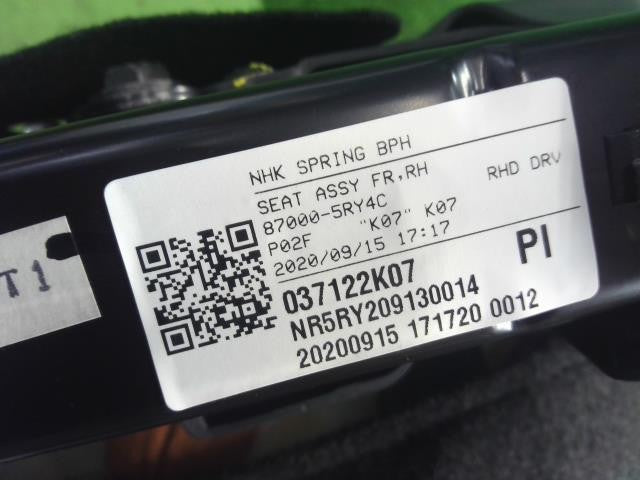 NHK SPRING BPH
SEAT ASSY FR,RH RHD DRV
87000-5RY4C
P02F "K07" K07
2020/09/15 17:17
037122K07 PI
NR5RY209130014
20200915 171720 0012
T1